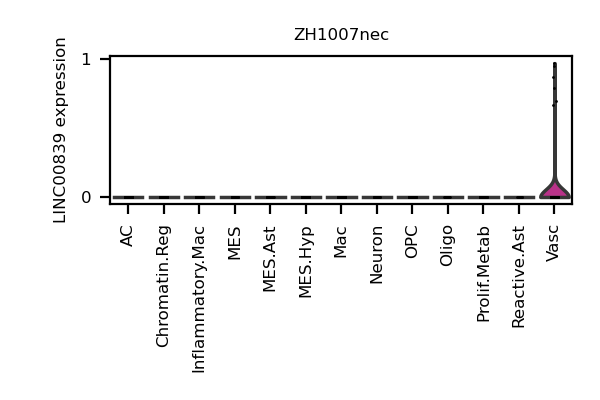 ZH1007nec
LINC00839 expression
1
0
AC
Chromatin.Reg
Inflammatory.Mac
MES
MES.Ast
MES.Hyp
Mac
Neuron
OPC
Oligo
Prolif.Metab
Reactive.Ast
Vasc